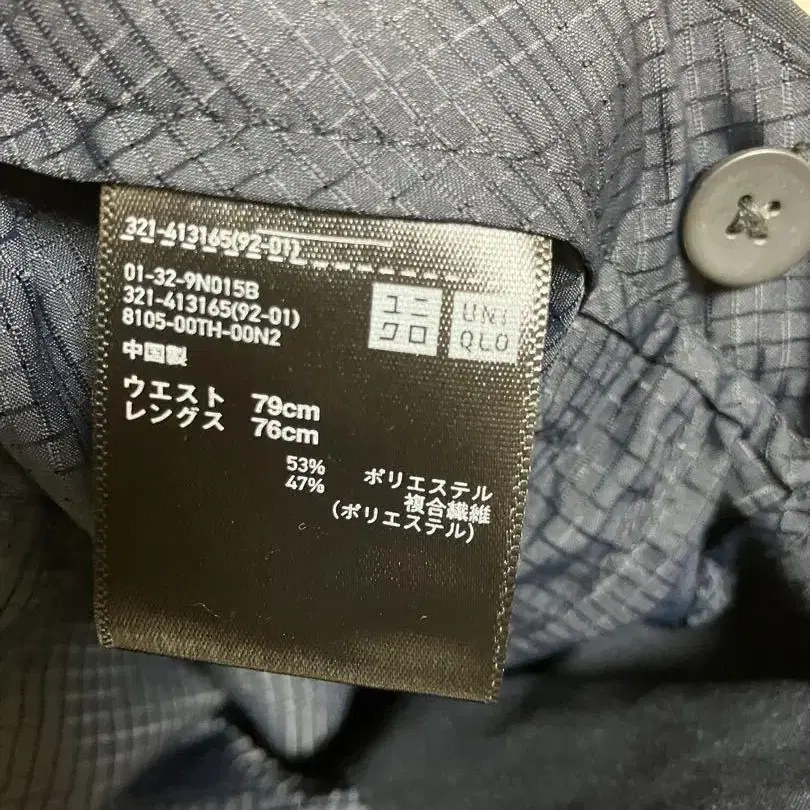 321-413165(92-01)
01-32-9N015B
321-413165(92-01)
8105-00TH-00N2
ユニ
クロ
UNI
QLO
中国製
ウエスト 79cm
レングス 76cm
53% ポリエステル
47% 複合繊維
(ポリエステル)